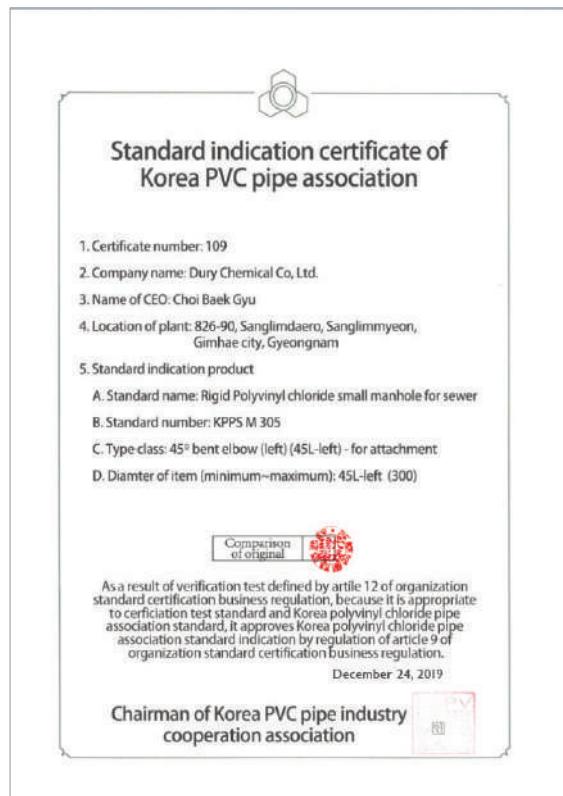 Standard indication certificate of
Korea PVC pipe association
1. Certificate number: 109
2. Company name: Dury Chemical Co, Ltd.
3. Name of CEO: Choi Baek Gyu
4. Location of plant: 826-90, Sanglimdaero, Sanglimmyeon,
Gimhae city, Gyeongnam
5. Standard indication product
A. Standard name: Rigid Polyvinyl chloride small manhole for sewer
B. Standard number: KPPS M 305
C. Type-class: 45° bent elbow (left) (45L-left) - for attachment
D. Diamter of item (minimum~maximum): 45L-left (300)
Comparison
of original
As a result of verification test defined by artile 12 of organization
standard certification business regulation, because it is appropriate
to cerficiation test standard and Korea polyvinyl chloride pipe
association standard, it approves Korea polyvinyl chloride pipe
association standard indication by regulation of article 9 of
organization standard certification business regulation.
December 24, 2019
Chairman of Korea PVC pipe industry
cooperation association